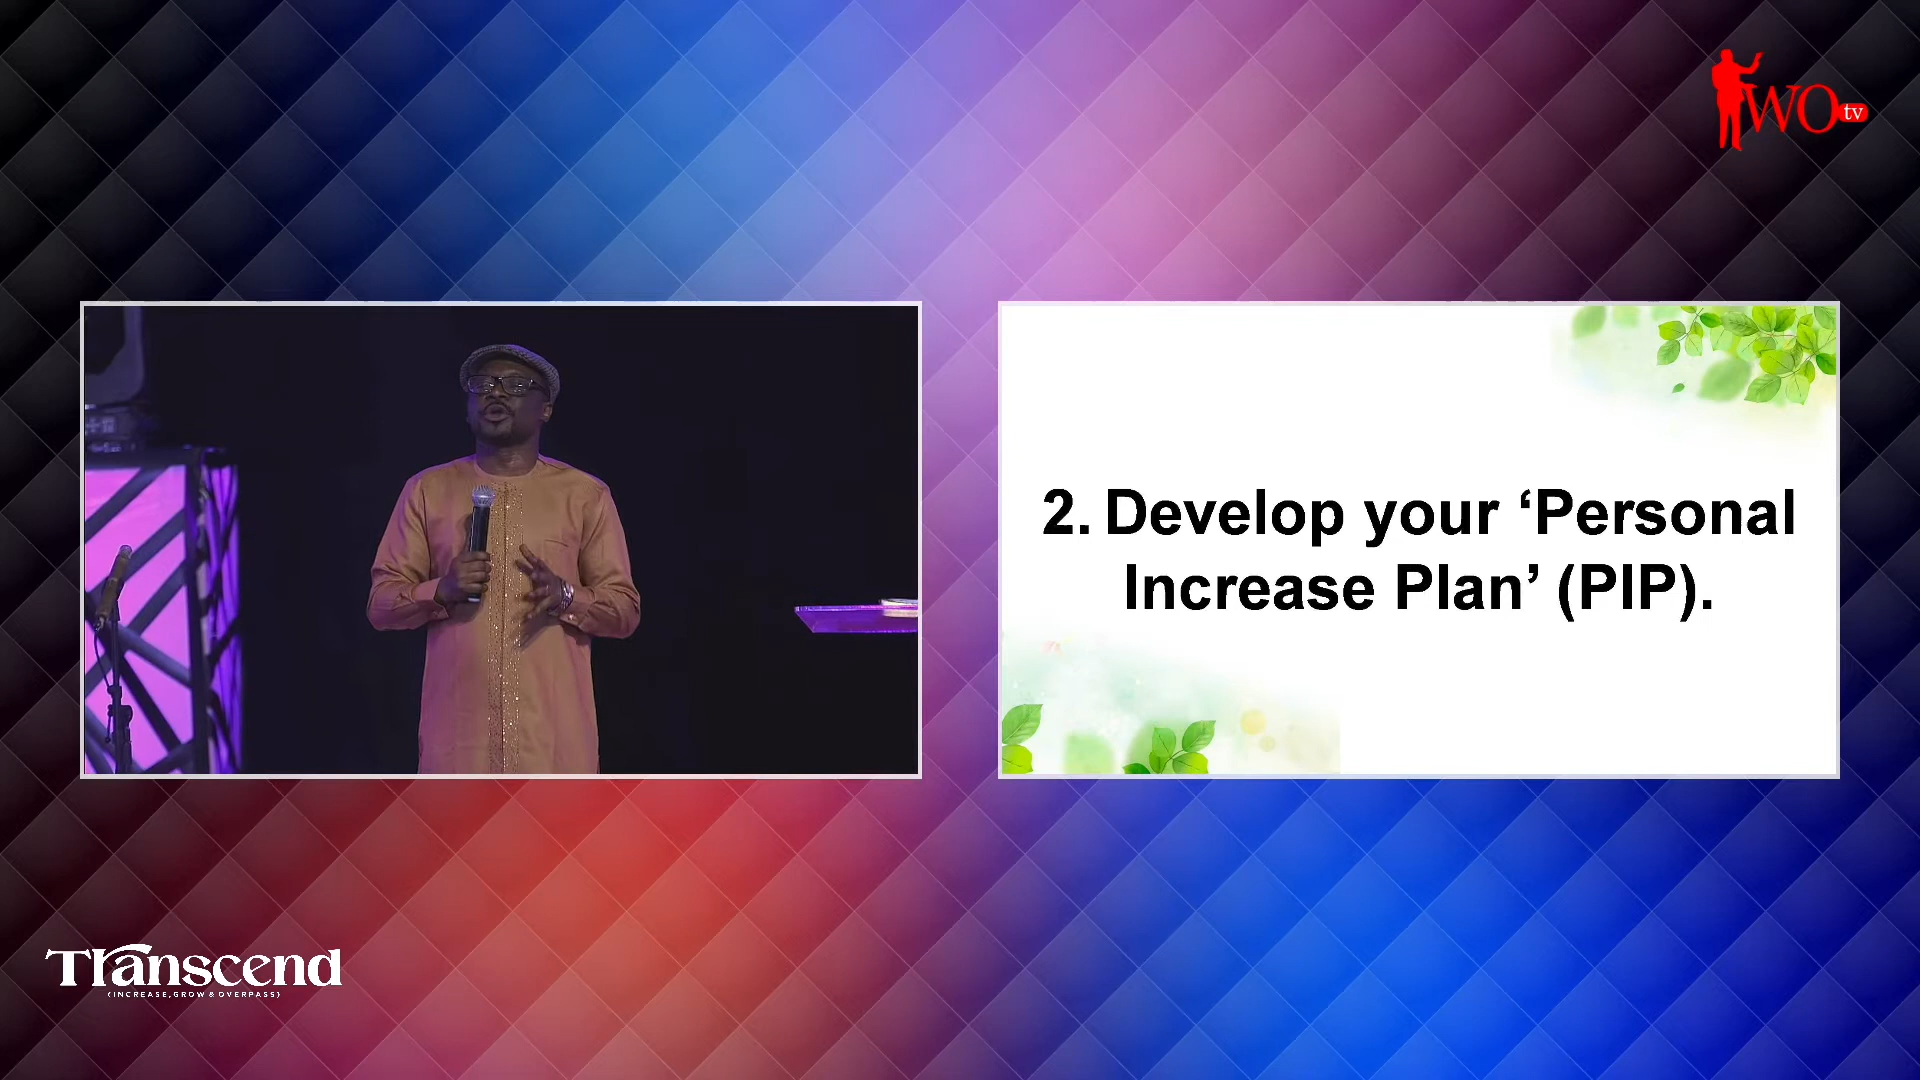 WO tv
2. Develop your ‘Personal
Increase Plan’ (PIP).
Transcend
(INCREASE, GROW & OVERPASS)